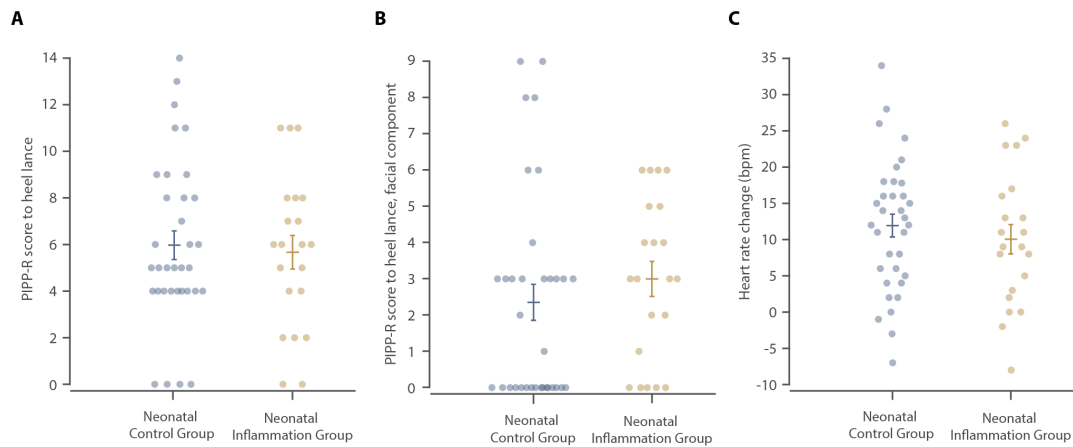 A
B
C
PIPP-R score to heel lance
14
12
10
8
6
4
2
0
Neonatal
Control Group
Neonatal
Inflammation Group
PIPP-R score to heel lance, facial component
9
8
7
6
5
4
3
2
1
0
Neonatal
Control Group
Neonatal
Inflammation Group
Heart rate change (bpm)
35
30
25
20
15
10
5
0
-5
-10
Neonatal
Control Group
Neonatal
Inflammation Group